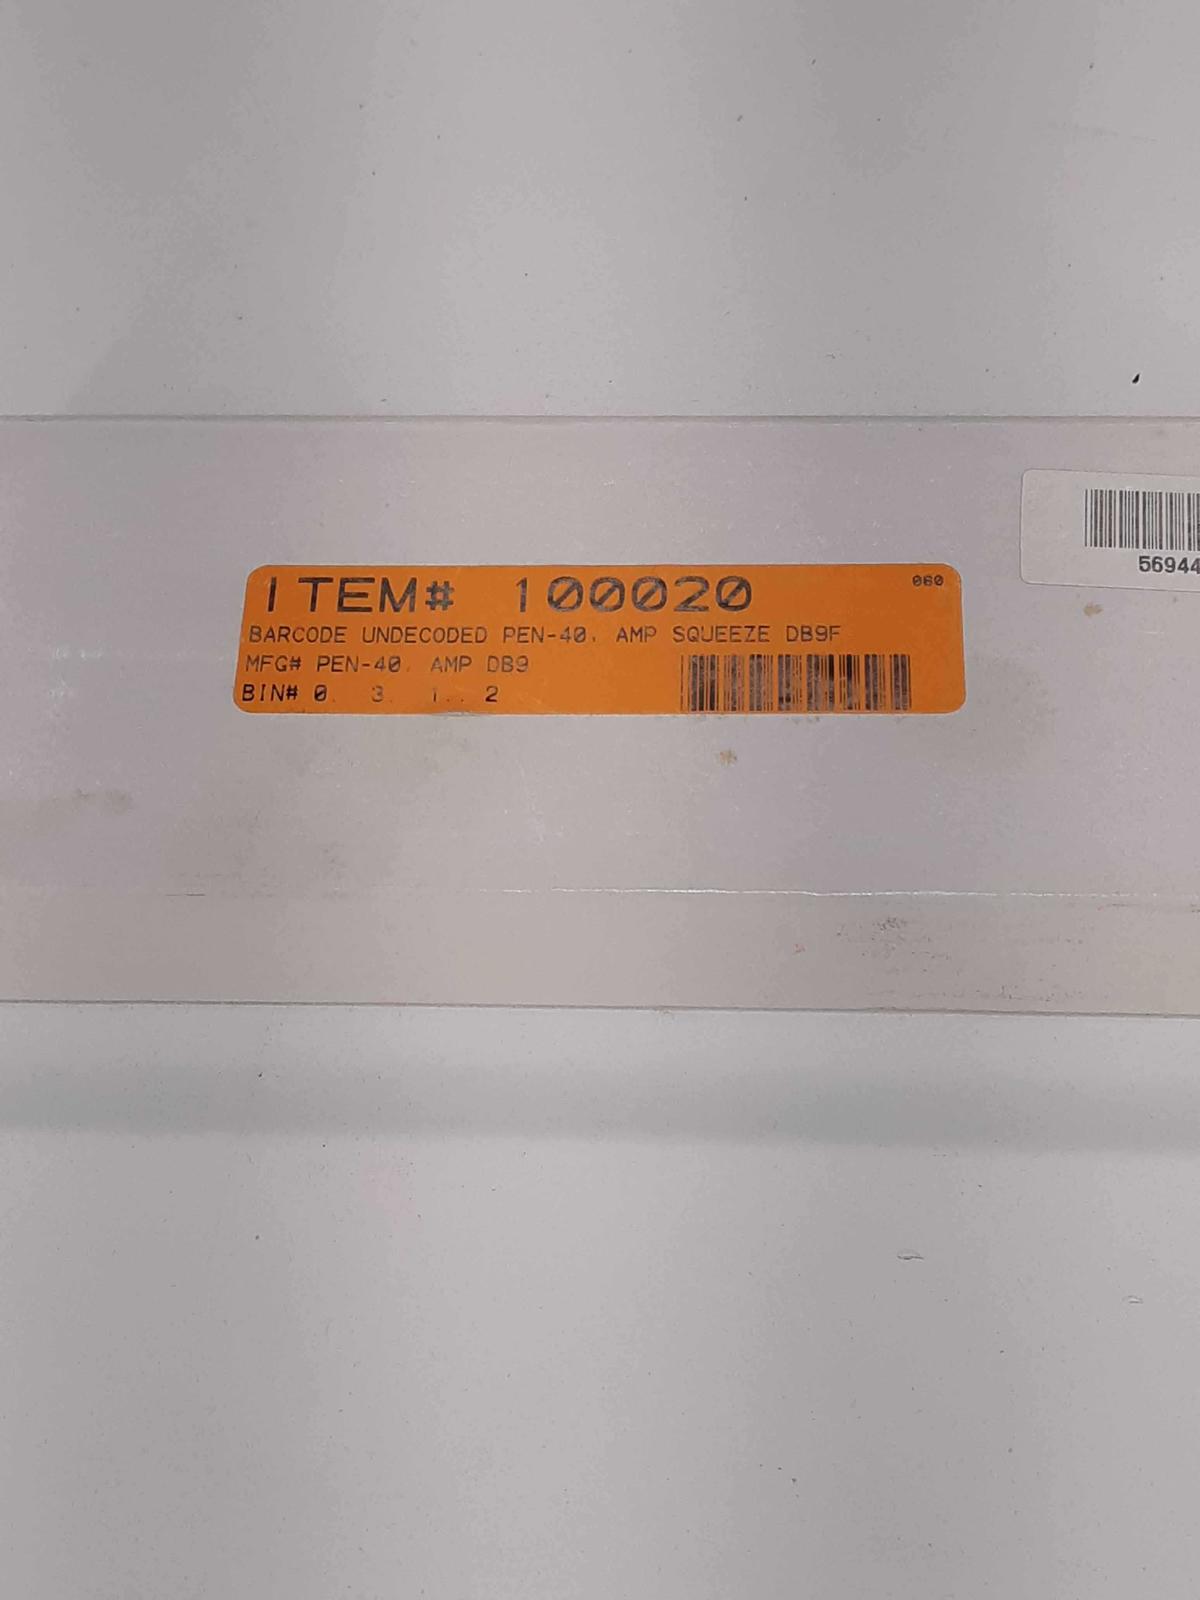 ITEM# 100020
060
BARCODE UNDECODED PEN-40, AMP SQUEEZE DB9F
MFG# PEN-40, AMP DB9
BIN# 0. 3. 1.. 2
56944